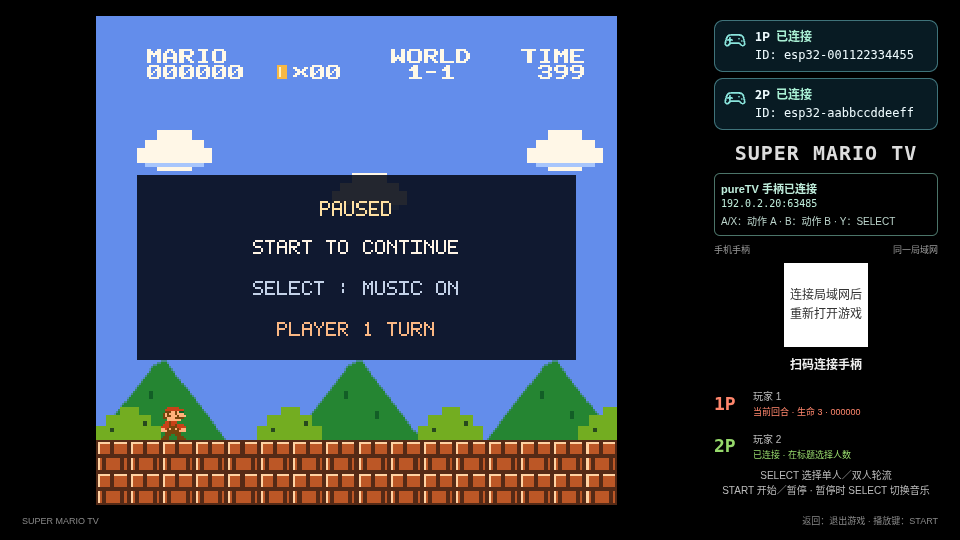 MARIO
000000
x00
WORLD
1-1
TIME
399
PAUSED
START TO CONTINUE
SELECT : MUSIC ON
PLAYER 1 TURN
1P 已连接
ID: esp32-001122334455
2P 已连接
ID: esp32-aabbccddeeff
SUPER MARIO TV
pureTV 手柄已连接
192.0.2.20:63485
A/X：动作 A · B：动作 B · Y：SELECT
手机手柄
同一局域网
连接局域网后
重新打开游戏
扫码连接手柄
1P
玩家 1
当前回合 · 生命 3 · 000000
2P
玩家 2
已连接 · 在标题选择人数
SELECT 选择单人／双人轮流
START 开始／暂停 · 暂停时 SELECT 切换音乐
SUPER MARIO TV
返回：退出游戏 · 播放键：START